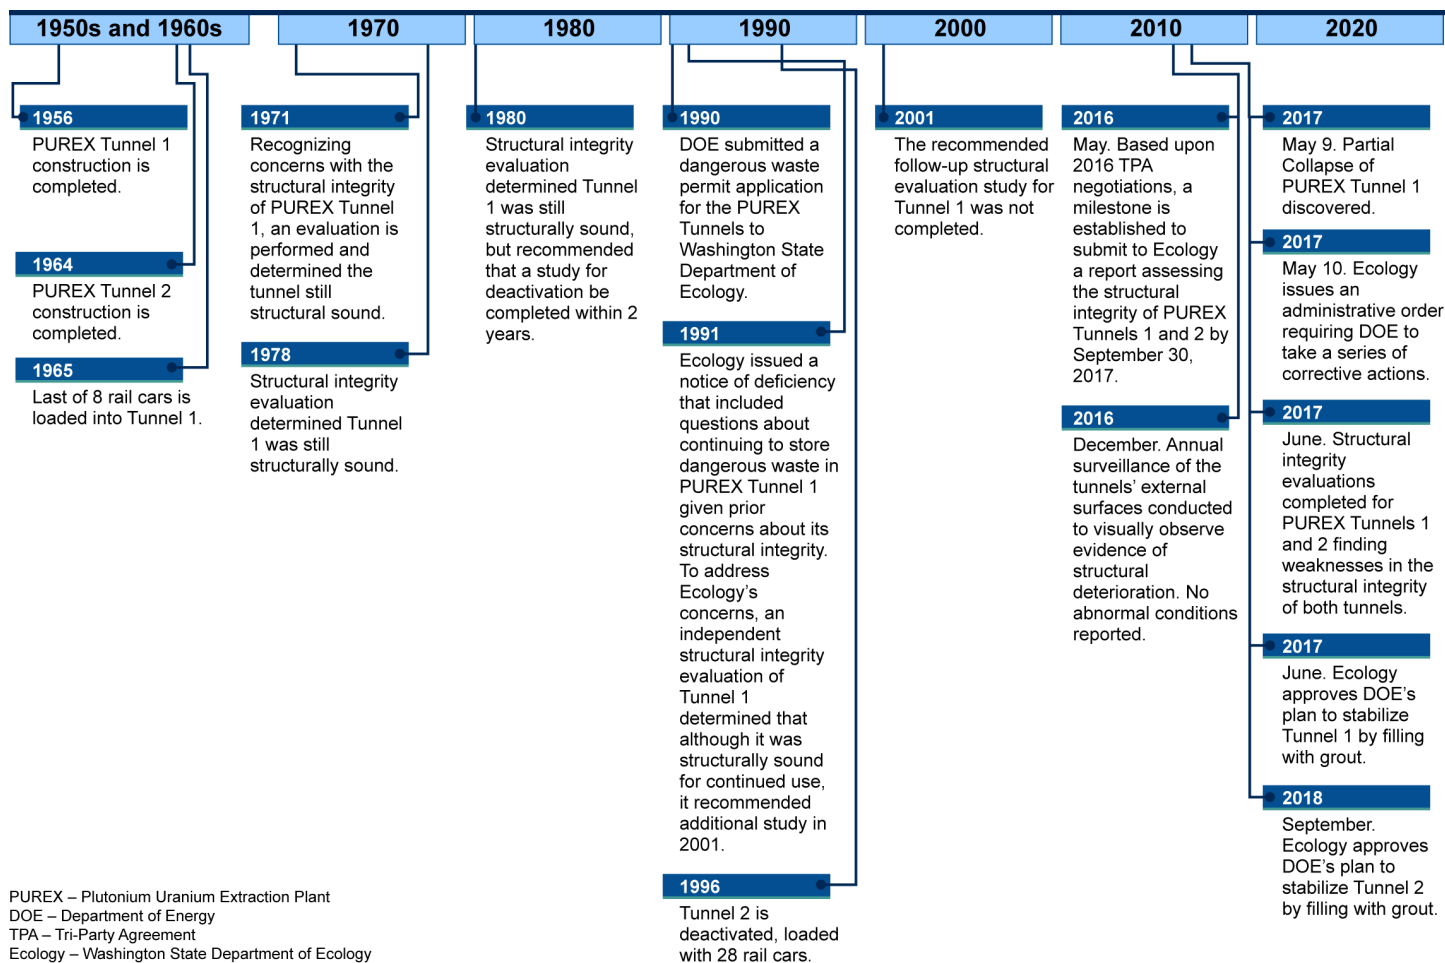 1950s and 1960s
1970
1980
1990
2000
2010
2020
1956
PUREX Tunnel 1
construction is
completed.
1964
PUREX Tunnel 2
construction is
completed.
1965
Last of 8 rail cars is
loaded into Tunnel 1.
1971
Recognizing
concerns with the
structural integrity
of PUREX Tunnel
1, an evaluation is
performed and
determined the
tunnel still
structural sound.
1978
Structural integrity
evaluation
determined Tunnel
1 was still
structurally sound.
1980
Structural integrity
evaluation
determined Tunnel
1 was still
structurally sound,
but recommended
that a study for
deactivation be
completed within 2
years.
1990
DOE submitted a
dangerous waste
permit application
for the PUREX
Tunnels to
Washington State
Department of
Ecology.
1991
Ecology issued a
notice of deficiency
that included
questions about
continuing to store
dangerous waste in
PUREX Tunnel 1
given prior
concerns about its
structural integrity.
To address
Ecology’s
concerns, an
independent
structural integrity
evaluation of
Tunnel 1
determined that
although it was
structurally sound
for continued use,
it recommended
additional study in
2001.
1996
Tunnel 2 is
deactivated, loaded
with 28 rail cars.
2001
The recommended
follow-up structural
evaluation study for
Tunnel 1 was not
completed.
2016
May. Based upon
2016 TPA
negotiations, a
milestone is
established to
submit to Ecology
a report assessing
the structural
integrity of PUREX
Tunnels 1 and 2 by
September 30,
2017.
2016
December. Annual
surveillance of the
tunnels’ external
surfaces conducted
to visually observe
evidence of
structural
deterioration. No
abnormal conditions
reported.
2017
May 9. Partial
Collapse of
PUREX Tunnel 1
discovered.
2017
May 10. Ecology
issues an
administrative order
requiring DOE to
take a series of
corrective actions.
2017
June. Structural
integrity
evaluations
completed for
PUREX Tunnels 1
and 2 finding
weaknesses in the
structural integrity
of both tunnels.
2017
June. Ecology
approves DOE’s
plan to stabilize
Tunnel 1 by filling
with grout.
2018
September.
Ecology approves
DOE’s plan to
stabilize Tunnel 2
by filling with grout.
PUREX – Plutonium Uranium Extraction Plant
DOE – Department of Energy
TPA – Tri-Party Agreement
Ecology – Washington State Department of Ecology